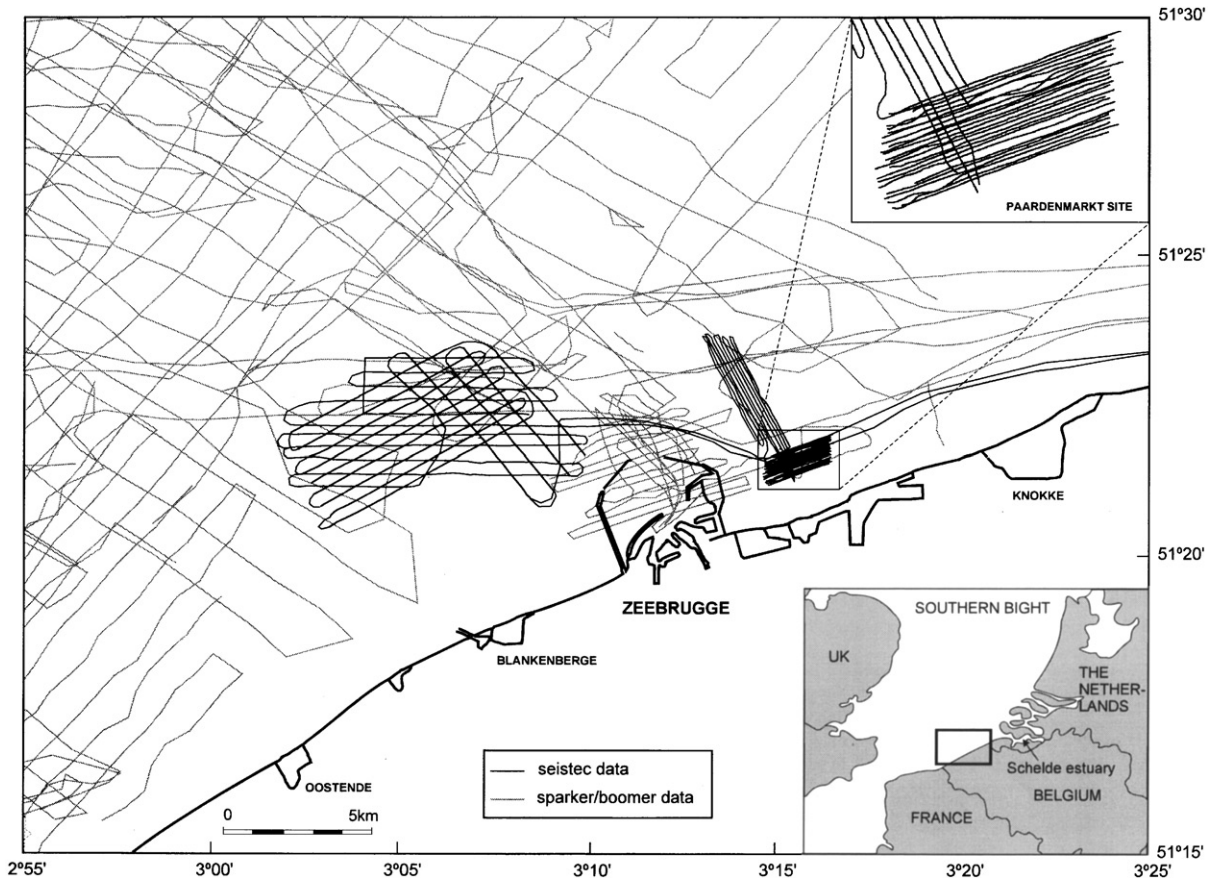 51°30'
PAARDENMARKT SITE
51°25'
KNOKKE
51°20'
ZEEBRUGGE
BLANKENBERGE
OOSTENDE
0 5km
seistec data
sparker/boomer data
SOUTHERN BIGHT
UK
THE
NETHER-
LANDS
Schelde estuary
BELGIUM
FRANCE
51°15'
2°55' 3°00' 3°05' 3°10' 3°15' 3°20' 3°25'